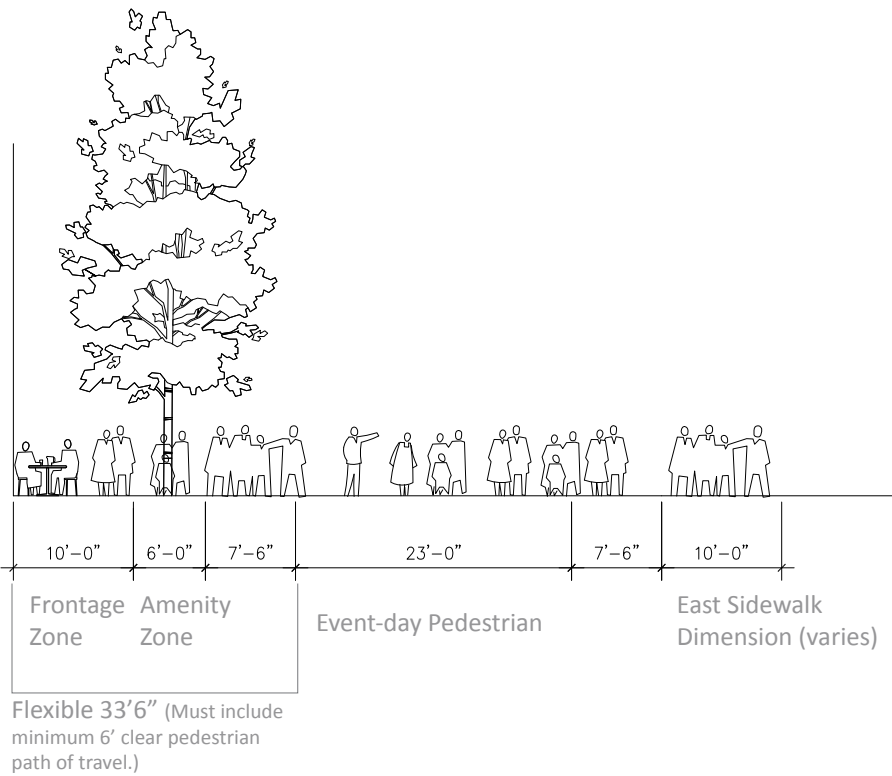 10'-0" 6'-0" 7'-6" 23'-0" 7'-6" 10'-0"
Frontage Zone
Amenity Zone
Event-day Pedestrian
East Sidewalk
Dimension (varies)
Flexible 33'6" (Must include
minimum 6' clear pedestrian
path of travel.)